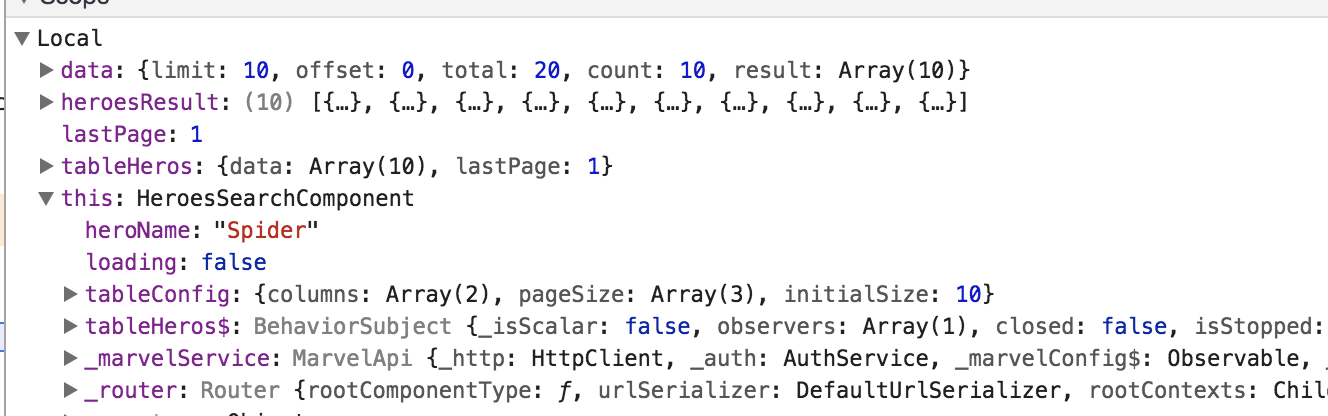 Scope
▼ Local
▶ data: {limit: 10, offset: 0, total: 20, count: 10, result: Array(10)}
▶ heroesResult: (10) [{…}, {…}, {…}, {…}, {…}, {…}, {…}, {…}, {…}, {…}]
lastPage: 1
▶ tableHeros: {data: Array(10), lastPage: 1}
▼ this: HeroesSearchComponent
heroName: "Spider"
loading: false
▶ tableConfig: {columns: Array(2), pageSize: Array(3), initialSize: 10}
▶ tableHeros$: BehaviorSubject {_isScalar: false, observers: Array(1), closed: false, isStopped:
▶ _marvelService: MarvelApi {_http: HttpClient, _auth: AuthService, _marvelConfig$: Observable, _
▶ _router: Router {rootComponentType: ƒ, urlSerializer: DefaultUrlSerializer, rootContexts: Chil